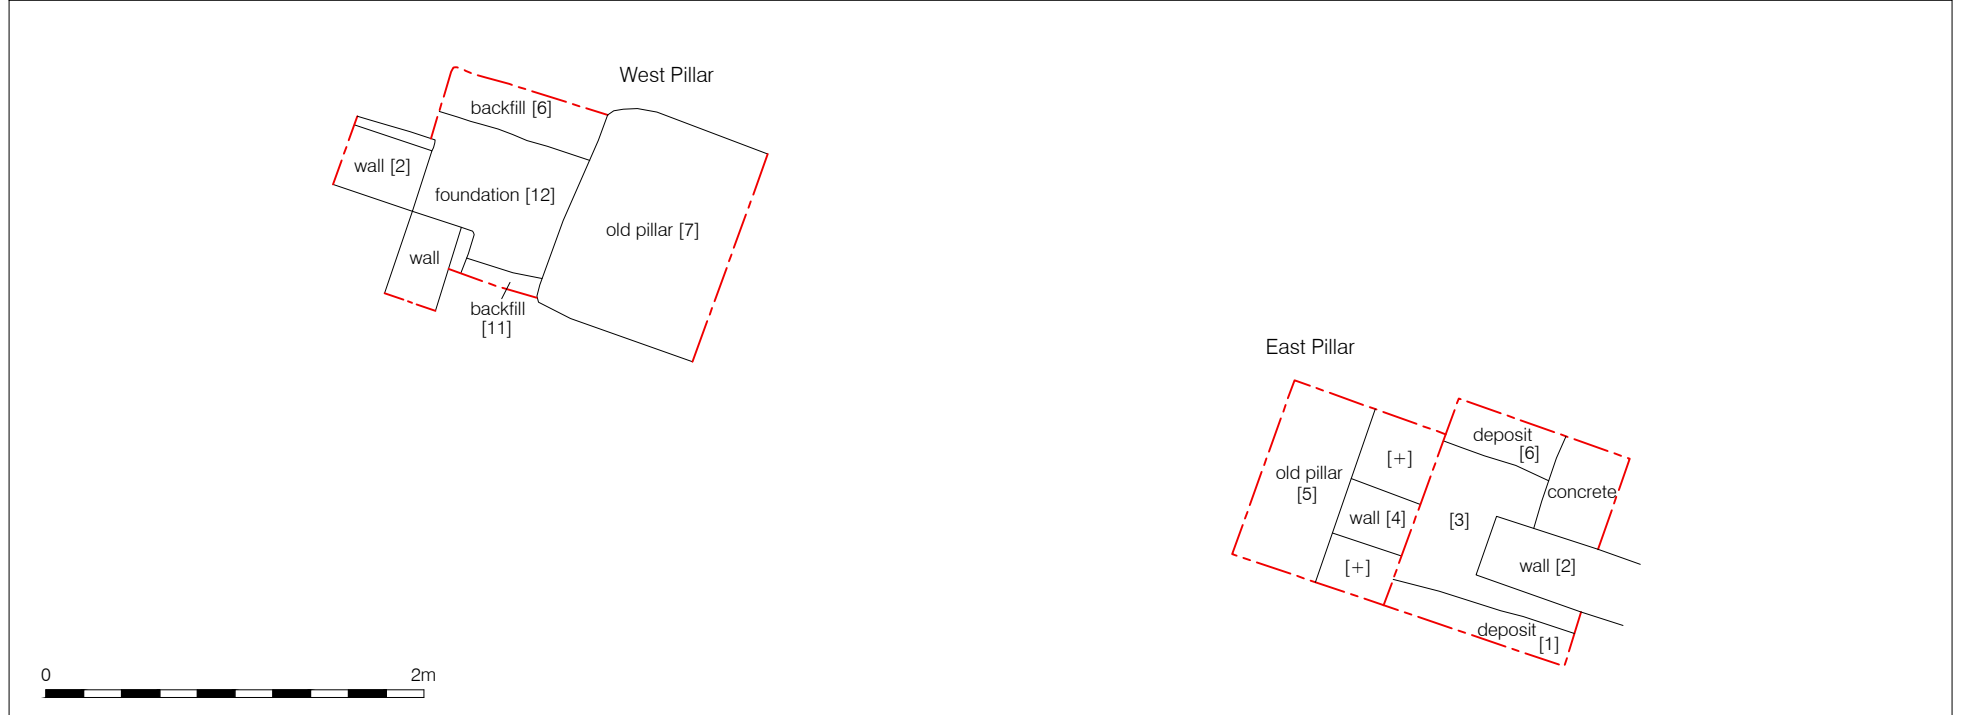 West Pillar
backfill [6]
wall [2]
foundation [12]
old pillar [7]
wall
backfill
[11]
East Pillar
deposit
[6]
[+]
old pillar
[5]
concrete
wall [4]
[3]
wall [2]
[+]
deposit
[1]
0
2m